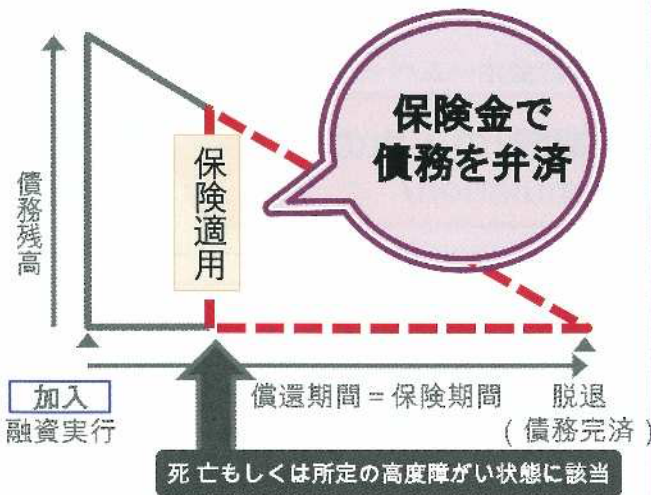 保険金で
債務を弁済
保険適用
債務残高
加入
融資実行
償還期間＝保険期間
脱退
(債務完済)
死亡もしくは所定の高度障がい状態に該当